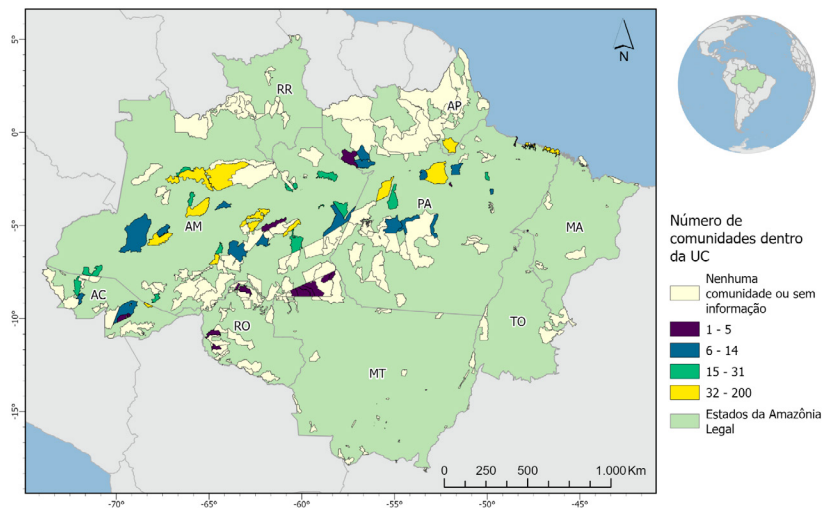 5°
0°
-5°
-10°
-15°
-70°
-65°
-60°
-55°
-50°
-45°
N
RR
AP
AM
PA
MA
AC
RO
TO
MT
0 250 500 1.000 Km
Número de
comunidades dentro
da UC
Nenhuma
comunidade ou sem
informação
1 - 5
6 - 14
15 - 31
32 - 200
Estados da Amazônia
Legal